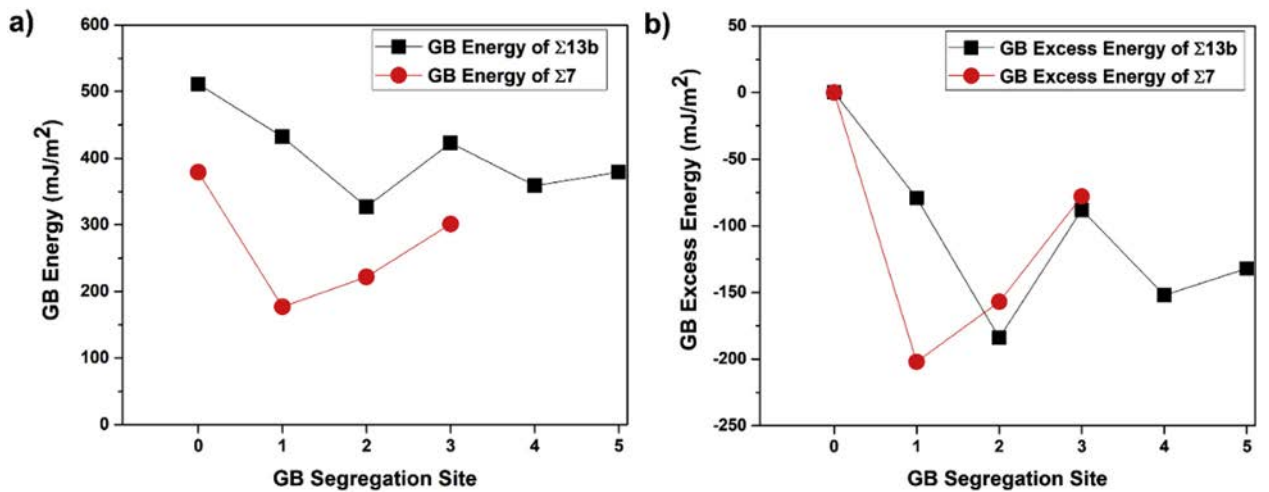 a)
600
500
400
300
200
100
0
GB Energy (mJ/m²)
GB Energy of Σ13b
GB Energy of Σ7
0 1 2 3 4 5
GB Segregation Site
b)
50
0
-50
-100
-150
-200
-250
GB Excess Energy (mJ/m²)
GB Excess Energy of Σ13b
GB Excess Energy of Σ7
0 1 2 3 4 5
GB Segregation Site